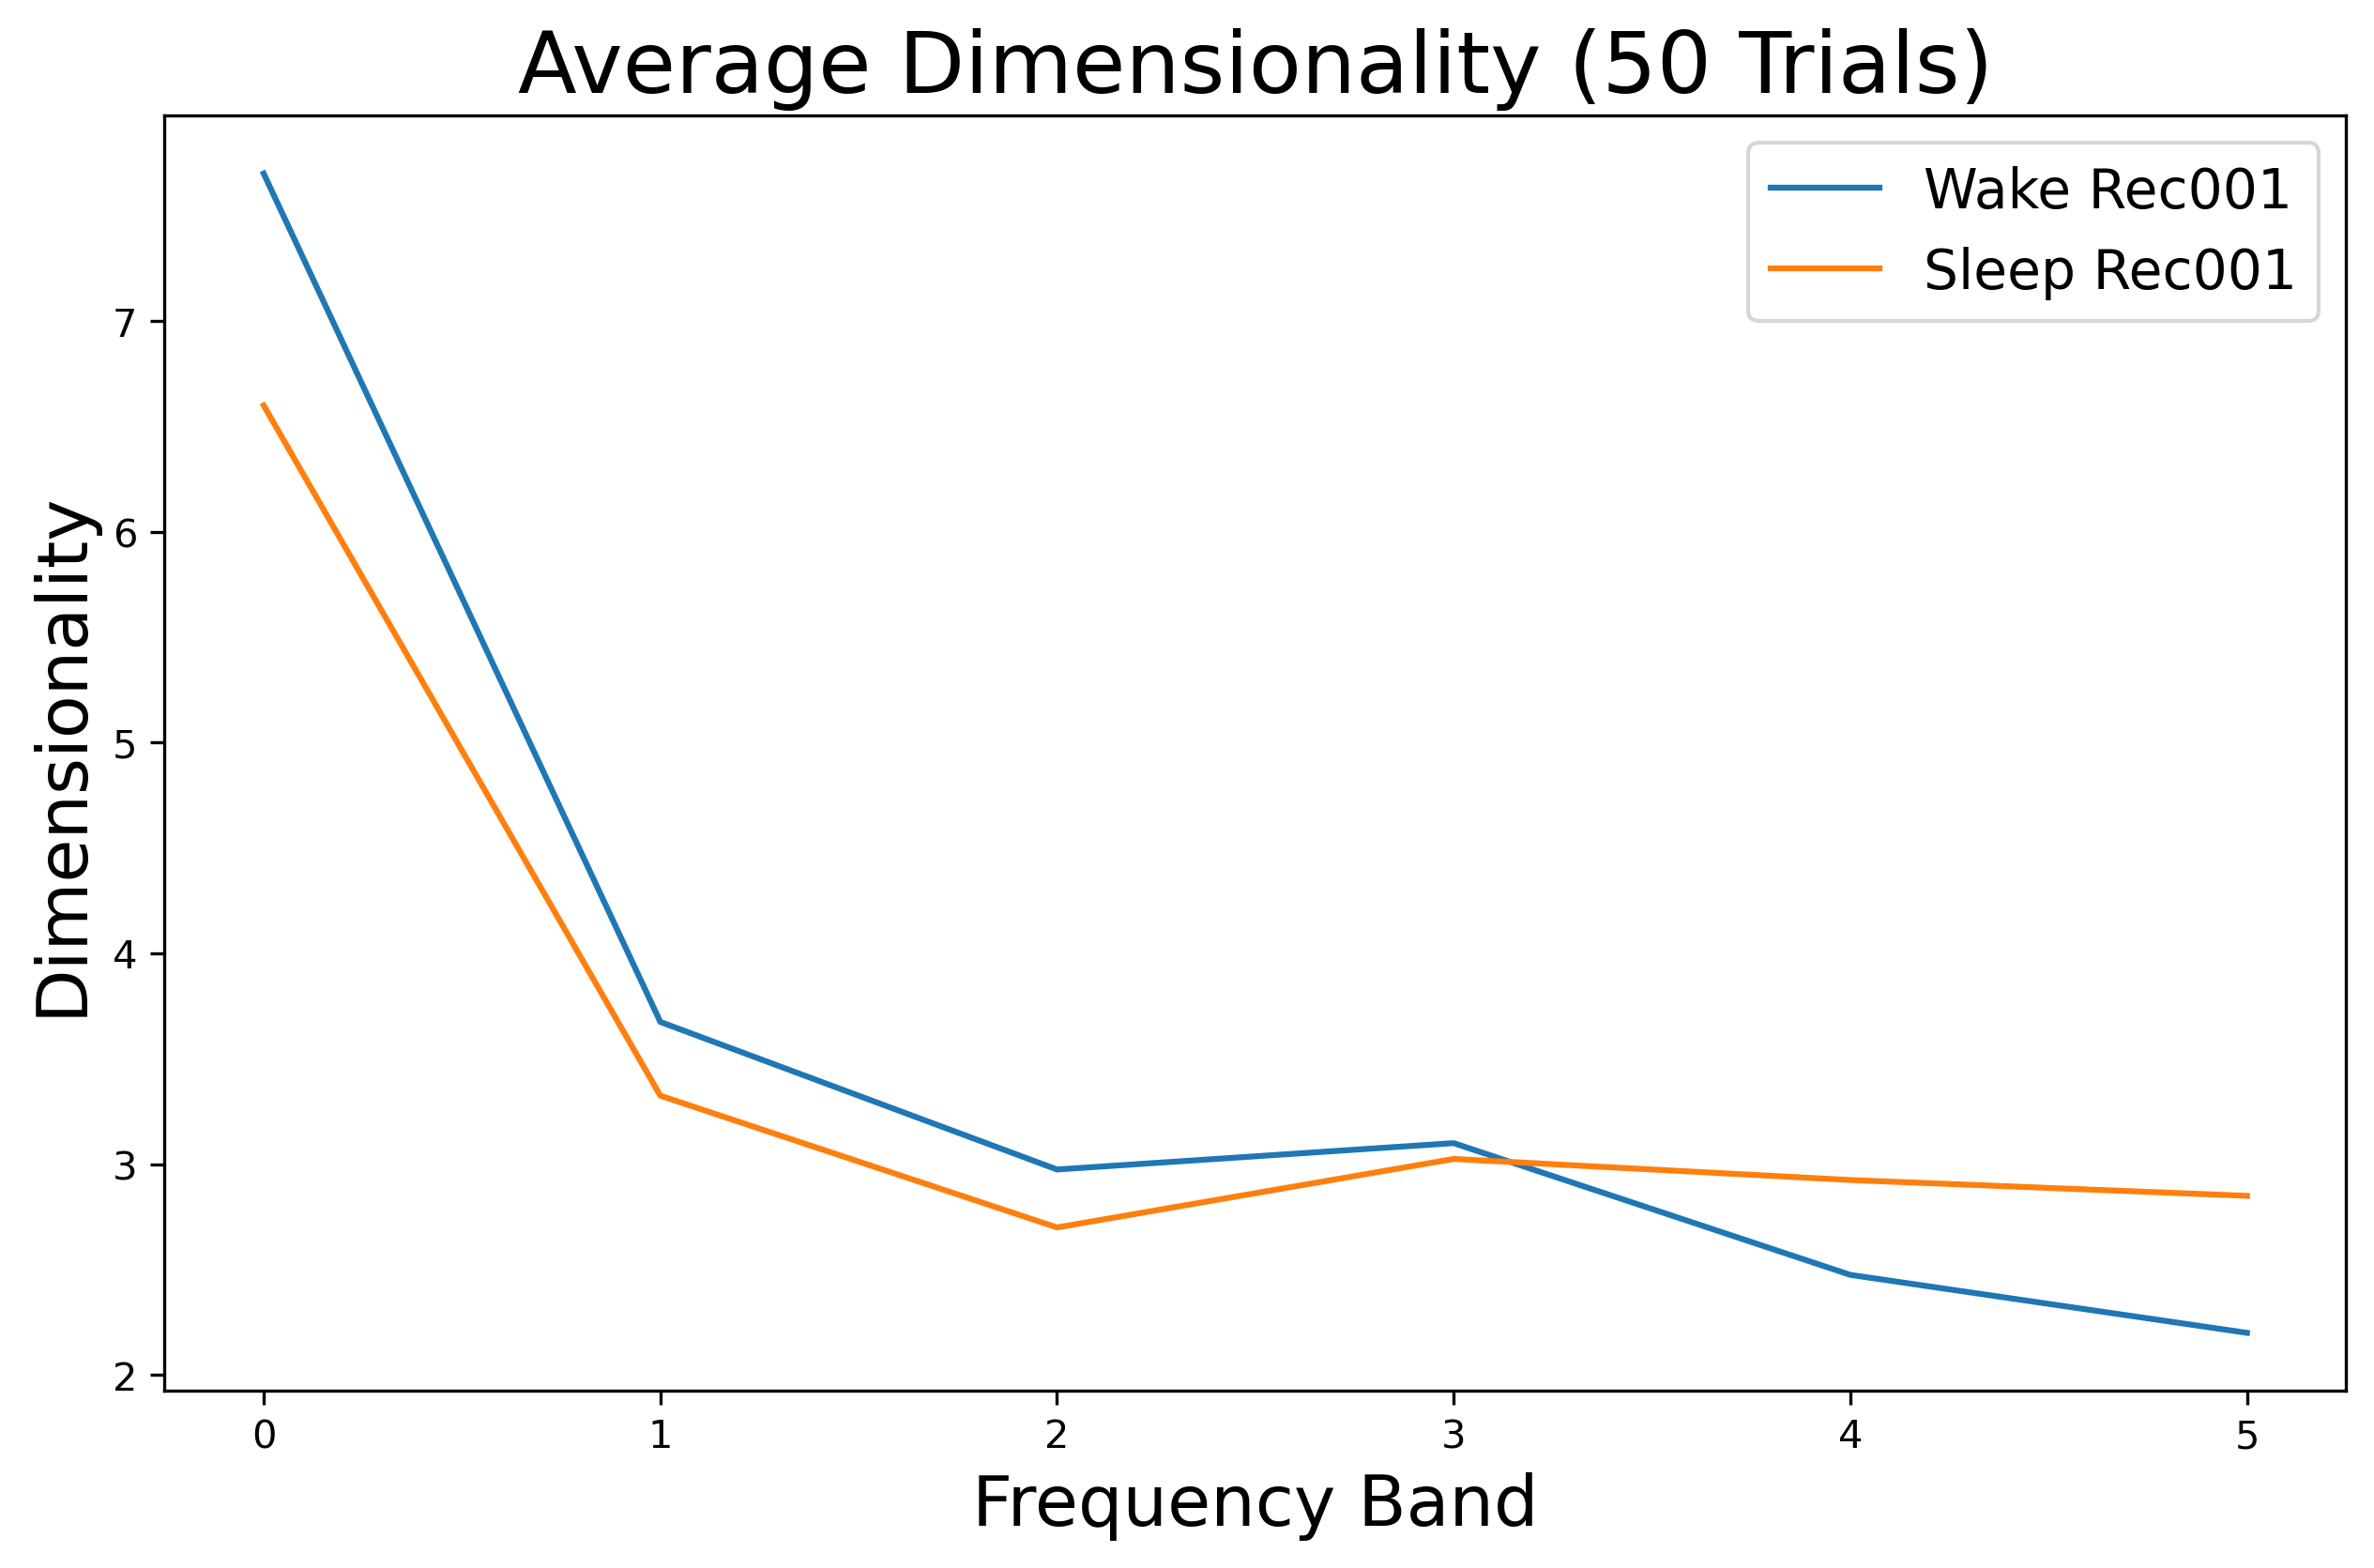 Average Dimensionality (50 Trials)
Wake Rec001
Sleep Rec001
Dimensionality
7
6
5
4
3
2
0 1 2 3 4 5
Frequency Band